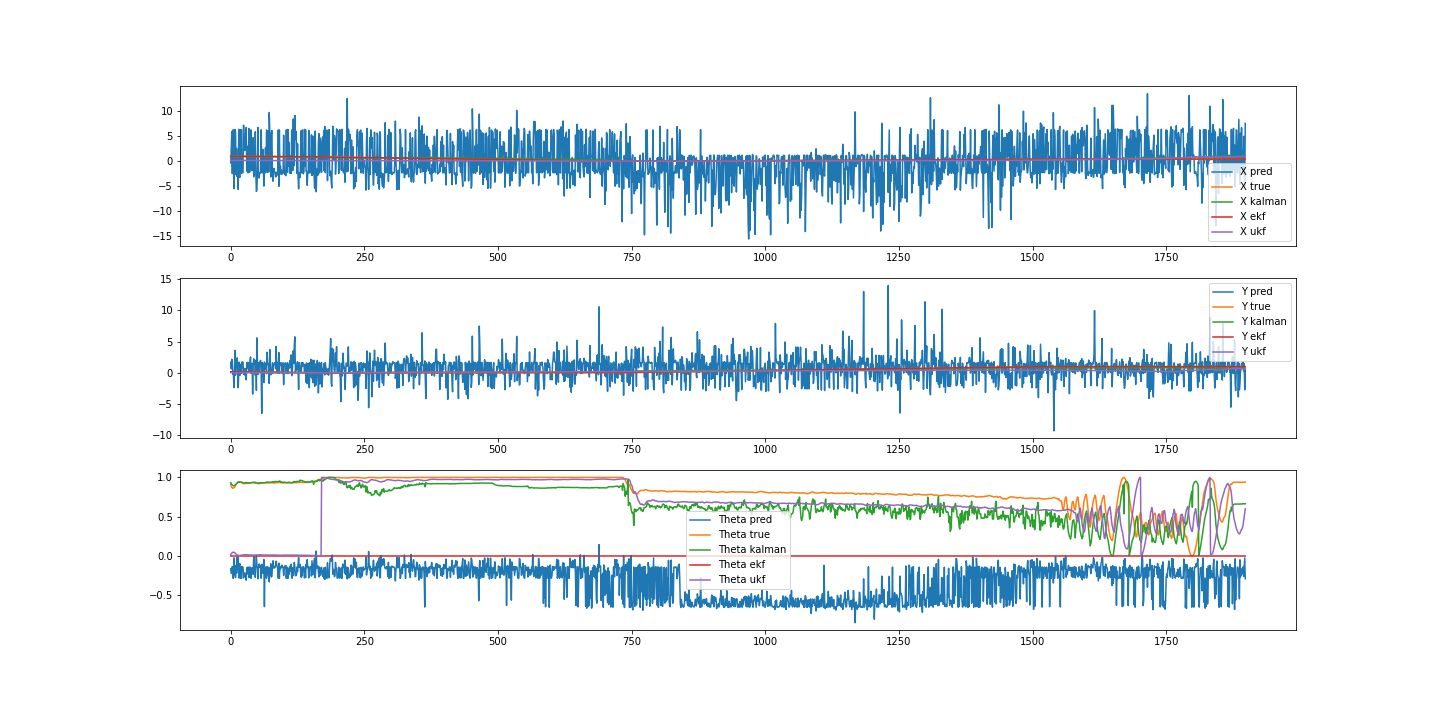 10
5
0
−5
−10
−15
0 250 500 750 1000 1250 1500 1750
X pred
X true
X kalman
X ekf
X ukf
15
10
5
0
−5
−10
0 250 500 750 1000 1250 1500 1750
Y pred
Y true
Y kalman
Y ekf
Y ukf
1.0
0.5
0.0
−0.5
0 250 500 750 1000 1250 1500 1750
Theta pred
Theta true
Theta kalman
Theta ekf
Theta ukf